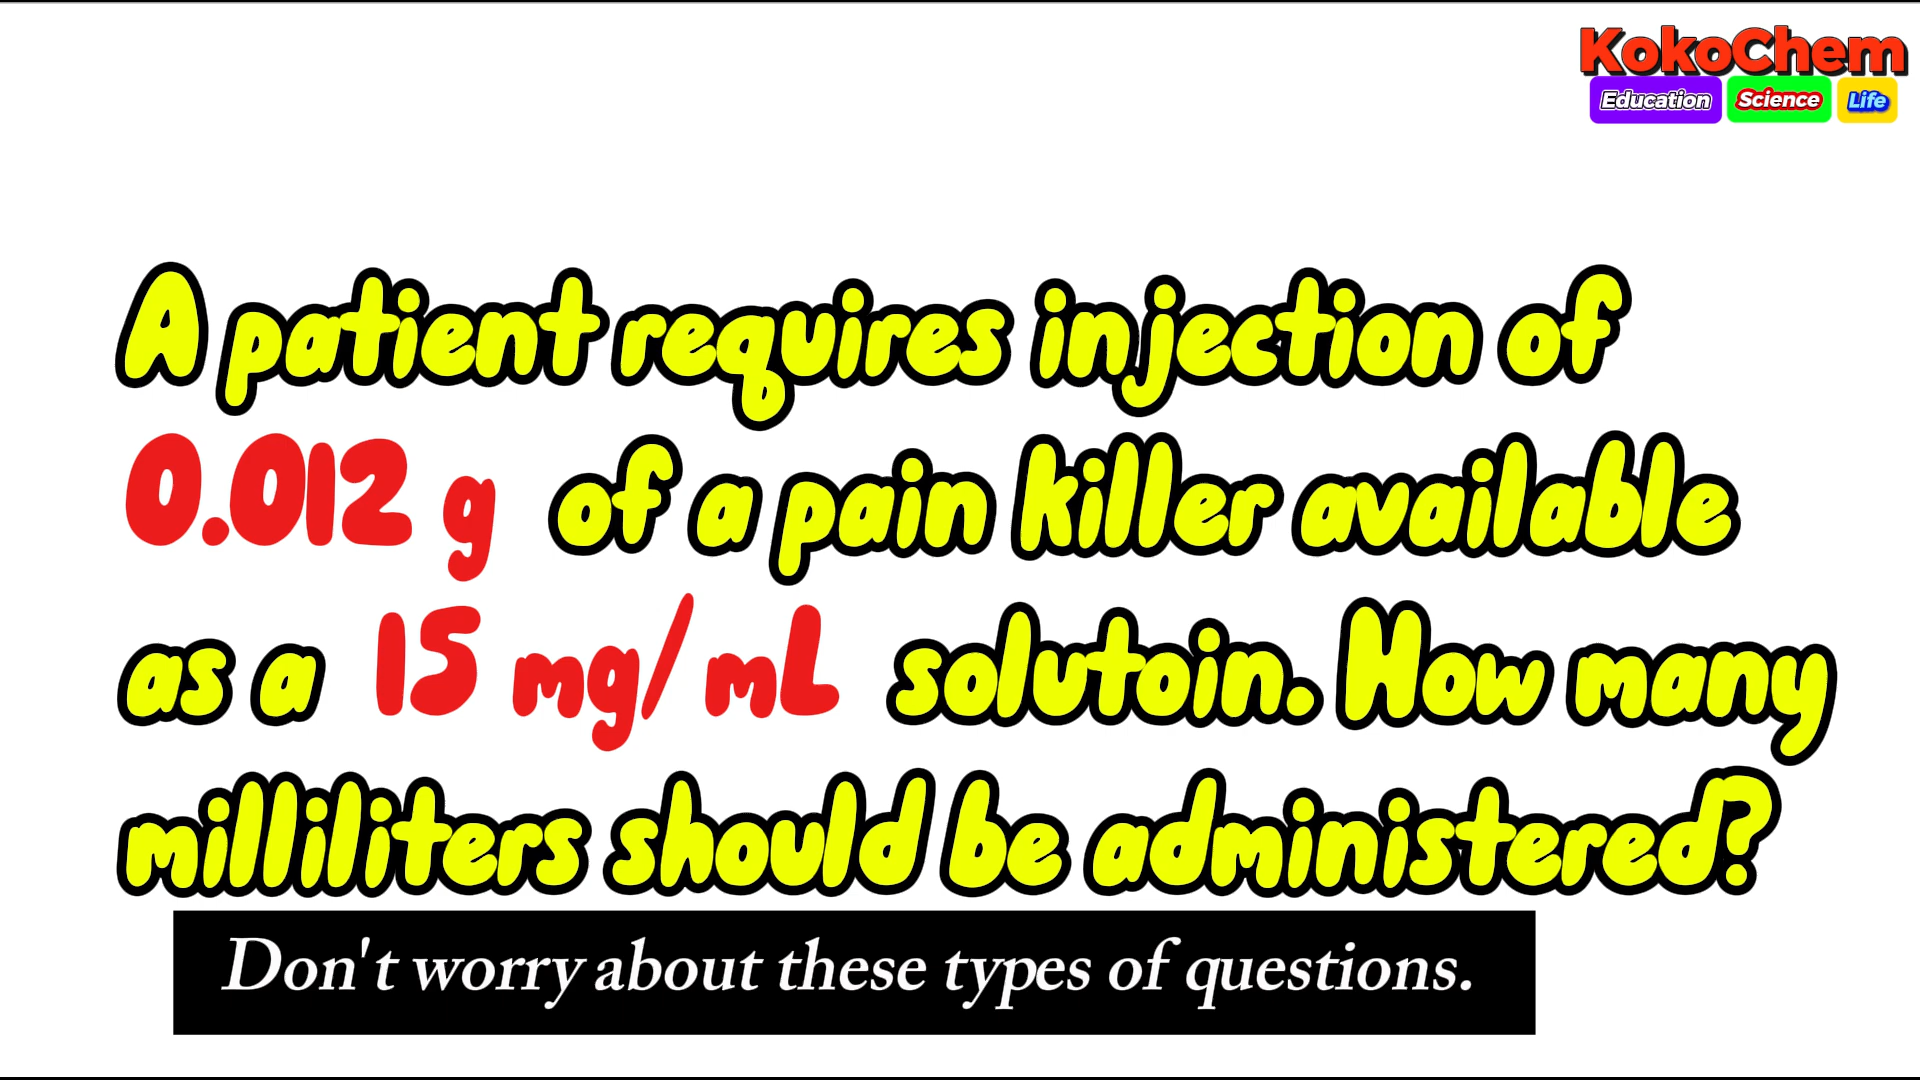 KokoChem
Education Science Life
A patient requires injection of
0.012 g of a pain killer available
as a 15 mg/mL solutoin. How many
milliliters should be administered?
Don't worry about these types of questions.